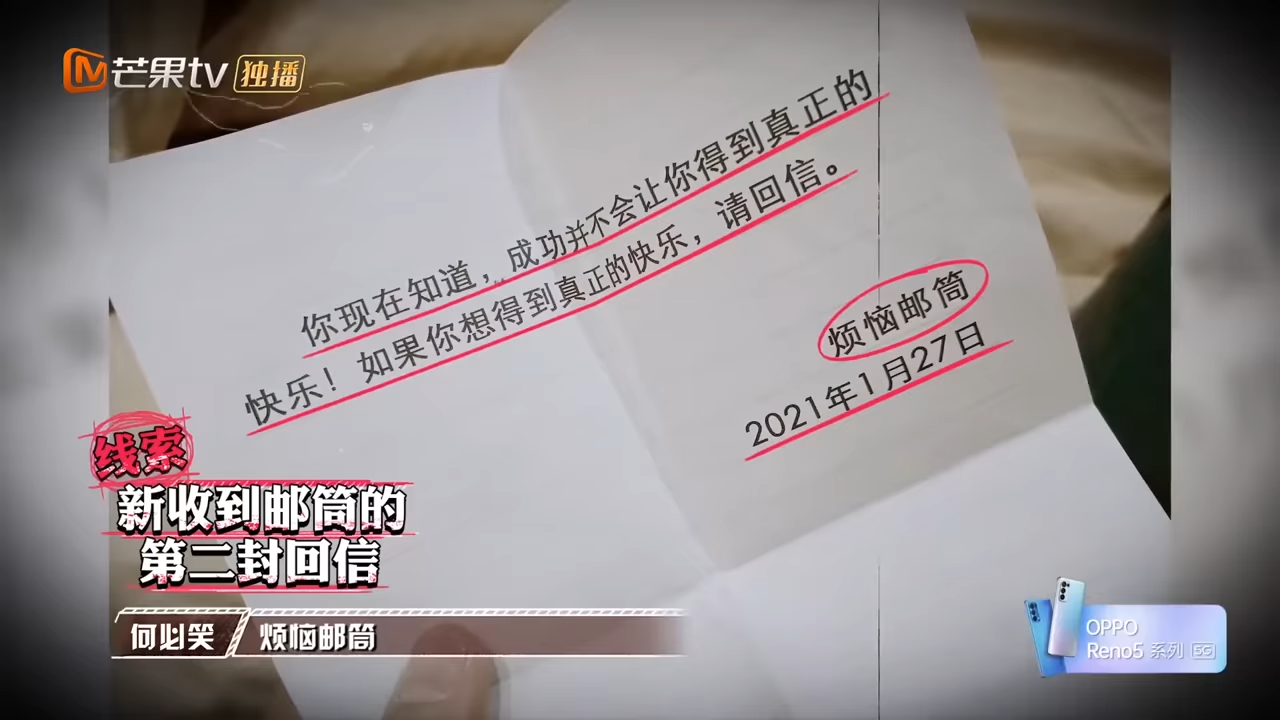 芒果tv 独播
你现在知道，成功并不会让你得到真正的
快乐！如果你想得到真正的快乐，请回信。
烦恼邮筒
2021年1月27日
线索
新收到邮筒的
第二封回信
何必笑 烦恼邮筒
OPPO
Reno5 系列 5G